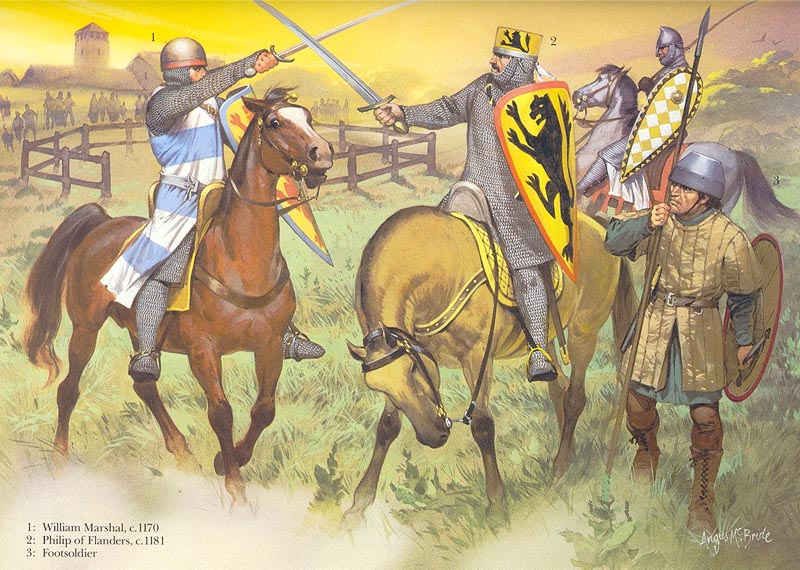 1
2
3
1: William Marshal, c.1170
2: Philip of Flanders, c.1181
3: Footsoldier
Angus McBride